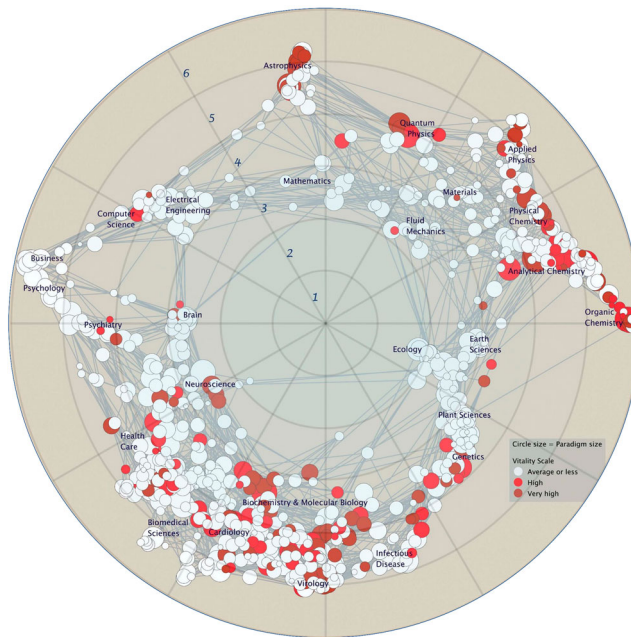 6
Astrophysics
5
Quantum
Physics
4
Applied
Physics
Mathematics
Materials
Electrical
Engineering
Computer
Science
3
Physical
Chemistry
Fluid
Mechanics
Business
2
Analytical Chemistry
Psychology
1
Organic
Chemistry
Brain
Psychiatry
Earth
Sciences
Ecology
Neuroscience
Plant Sciences
Health
Care
Circle size = Paradigm size
Vitality Scale
Average or less
High
Very high
Genetics
Biochemistry & Molecular Biology
Biomedical
Sciences
Cardiology
Infectious
Disease
Virology